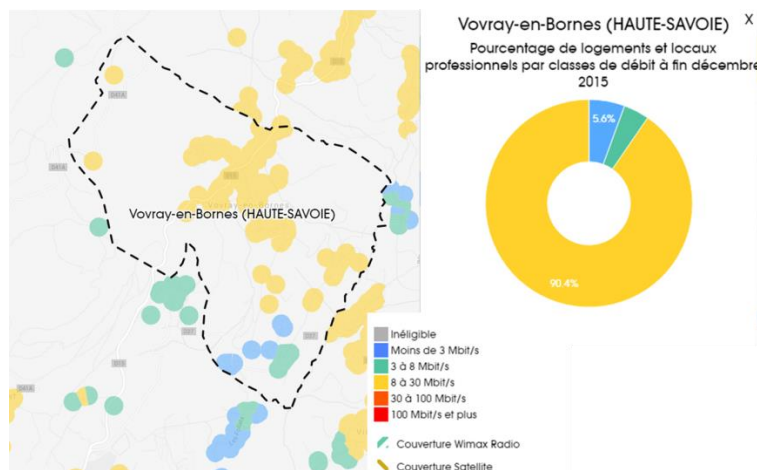 Vovray-en-Bornes (HAUTE-SAVOIE)
X
Pourcentage de logements et locaux
professionnels par classes de débit à fin décembre
2015
5.6%
90.4%
Vovray-en-Bornes (HAUTE-SAVOIE)
Inéligible
Moins de 3 Mbit/s
3 à 8 Mbit/s
8 à 30 Mbit/s
30 à 100 Mbit/s
100 Mbit/s et plus
Couverture Wimax Radio
Couverture Satellite